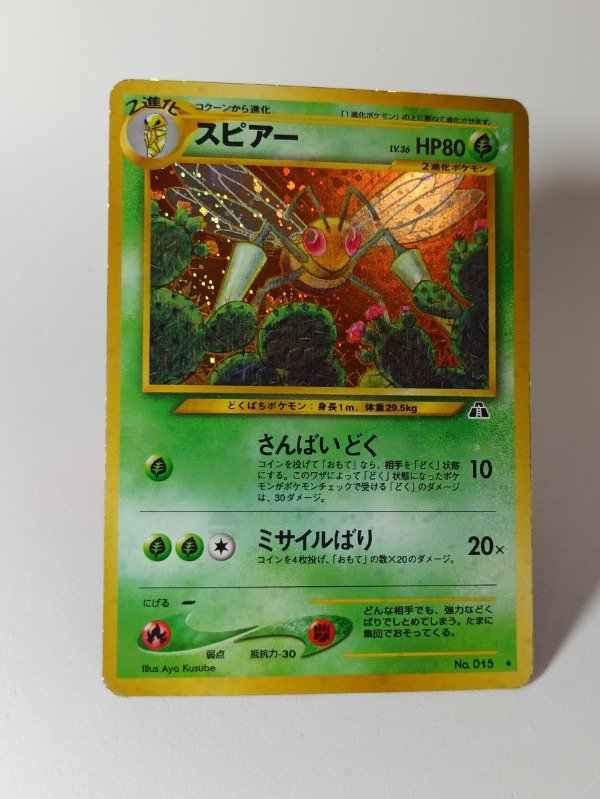 2進化
コクーンから進化
「1進化ポケモン」の上に重ねて進化させます。
スピアー
LV.36 HP80
2進化ポケモン
どくばちポケモン:身長1m、体重29.5kg
さんばいどく
コインを投げて「おもて」なら、相手を「どく」状態
にする。このワザによって「どく」状態になったポケ
モンがポケモンチェックで受ける「どく」のダメージ
は、30ダメージ。
10
ミサイルばり
コインを4枚投げ、「おもて」の数×20のダメージ。
20×
にげる
弱点
抵抗力-30
どんな相手でも、強力などく
ばりでしとめてしまう。たまに
集団でおそってくる。
Illus.Aya Kusube
No. 015 ★